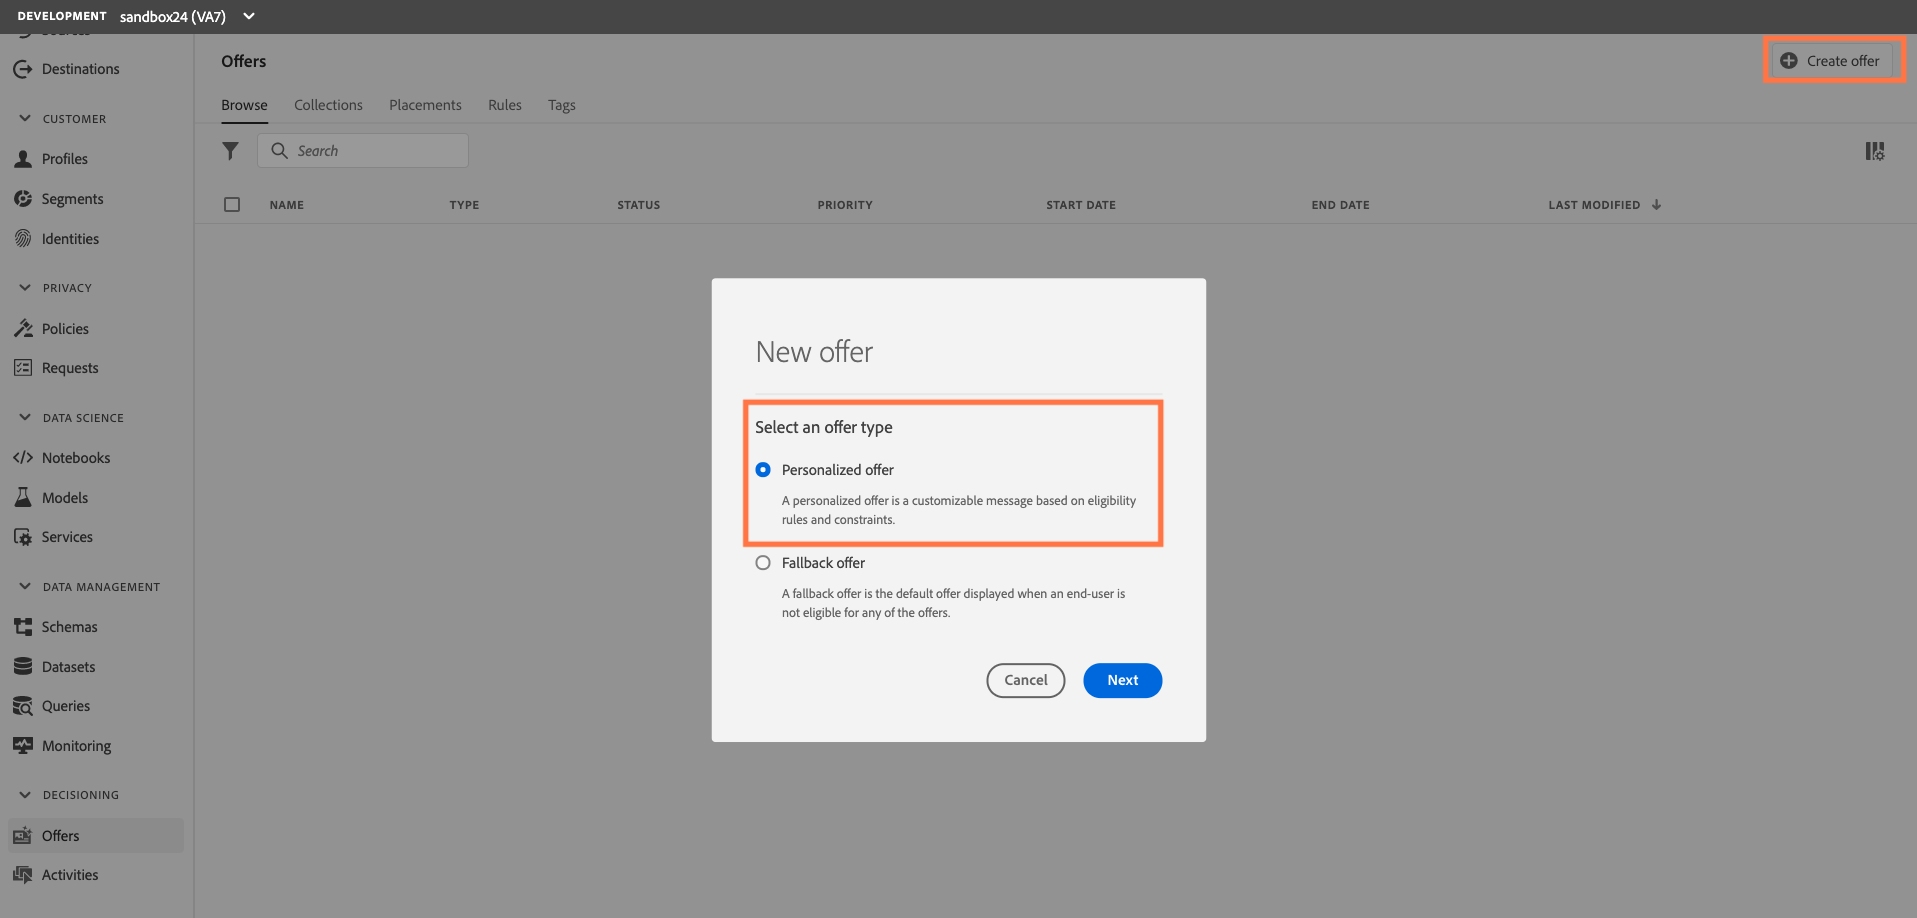 DEVELOPMENT sandbox24 (VA7)
Sources
Destinations
CUSTOMER
Profiles
Segments
Identities
PRIVACY
Policies
Requests
DATA SCIENCE
Notebooks
Models
Services
DATA MANAGEMENT
Schemas
Datasets
Queries
Monitoring
DECISIONING
Offers
Activities
Offers
Create offer
Browse Collections Placements Rules Tags
Search
NAME TYPE STATUS PRIORITY START DATE END DATE LAST MODIFIED
New offer
Select an offer type
Personalized offer
A personalized offer is a customizable message based on eligibility
rules and constraints.
Fallback offer
A fallback offer is the default offer displayed when an end-user is
not eligible for any of the offers.
Cancel Next